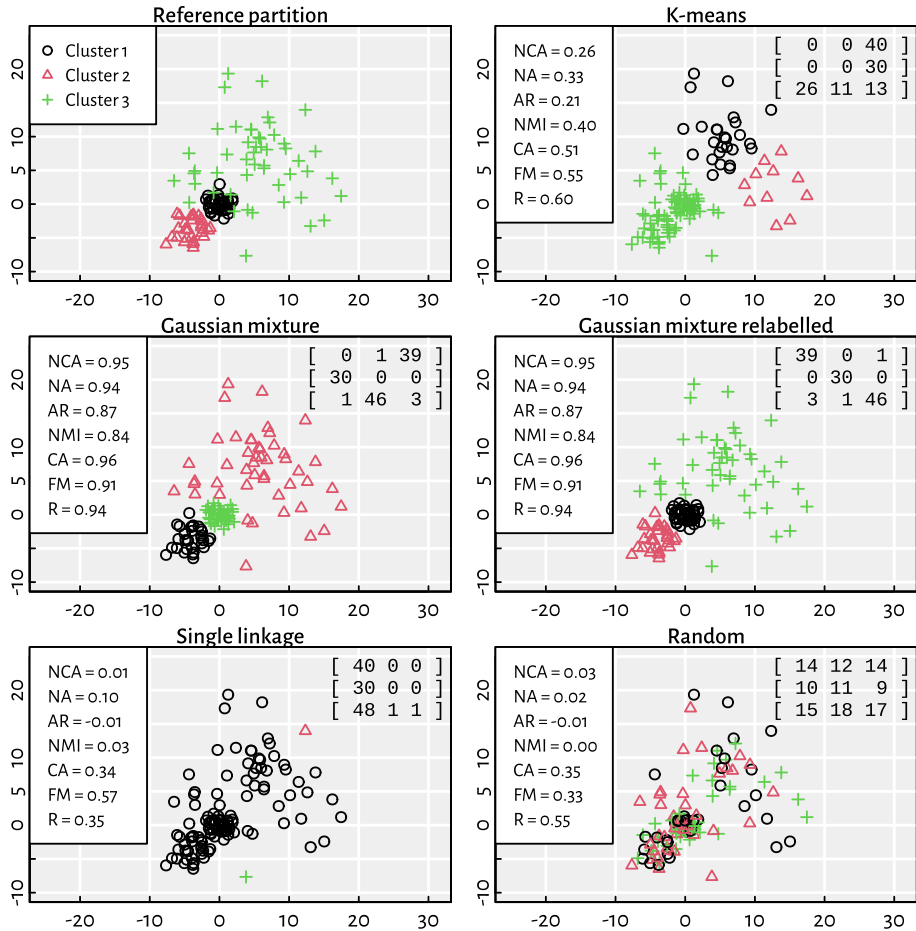 Reference partition
Cluster 1
Cluster 2
Cluster 3
20
10
5
0
-10
-20 -10 0 10 20 30
K-means
NCA = 0.26
NA = 0.33
AR = 0.21
NMI = 0.40
CA = 0.51
FM = 0.55
R = 0.60
[ 0 0 40 ]
[ 0 0 30 ]
[ 26 11 13 ]
20
10
5
0
-10
-20 -10 0 10 20 30
Gaussian mixture
NCA = 0.95
NA = 0.94
AR = 0.87
NMI = 0.84
CA = 0.96
FM = 0.91
R = 0.94
[ 0 1 39 ]
[ 30 0 0 ]
[ 1 46 3 ]
20
10
5
0
-10
-20 -10 0 10 20 30
Gaussian mixture relabelled
NCA = 0.95
NA = 0.94
AR = 0.87
NMI = 0.84
CA = 0.96
FM = 0.91
R = 0.94
[ 39 0 1 ]
[ 0 30 0 ]
[ 3 1 46 ]
20
10
5
0
-10
-20 -10 0 10 20 30
Single linkage
NCA = 0.01
NA = 0.10
AR = -0.01
NMI = 0.03
CA = 0.34
FM = 0.57
R = 0.35
[ 40 0 0 ]
[ 30 0 0 ]
[ 48 1 1 ]
20
10
5
0
-10
-20 -10 0 10 20 30
Random
NCA = 0.03
NA = 0.02
AR = -0.01
NMI = 0.00
CA = 0.35
FM = 0.33
R = 0.55
[ 14 12 14 ]
[ 10 11 9 ]
[ 15 18 17 ]
20
10
5
0
-10
-20 -10 0 10 20 30